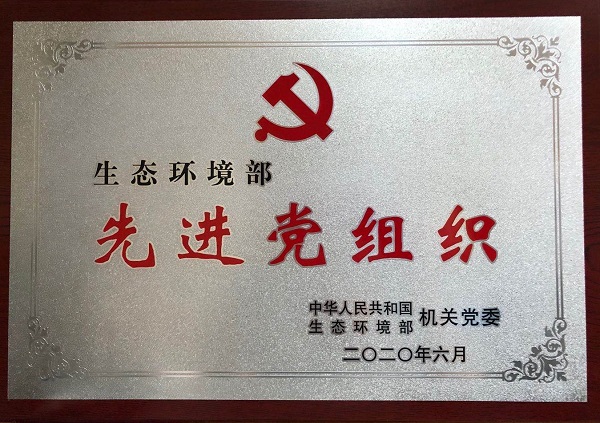 生态环境部
先进党组织
中华人民共和国
生态环境部
机关党委
二〇二〇年六月